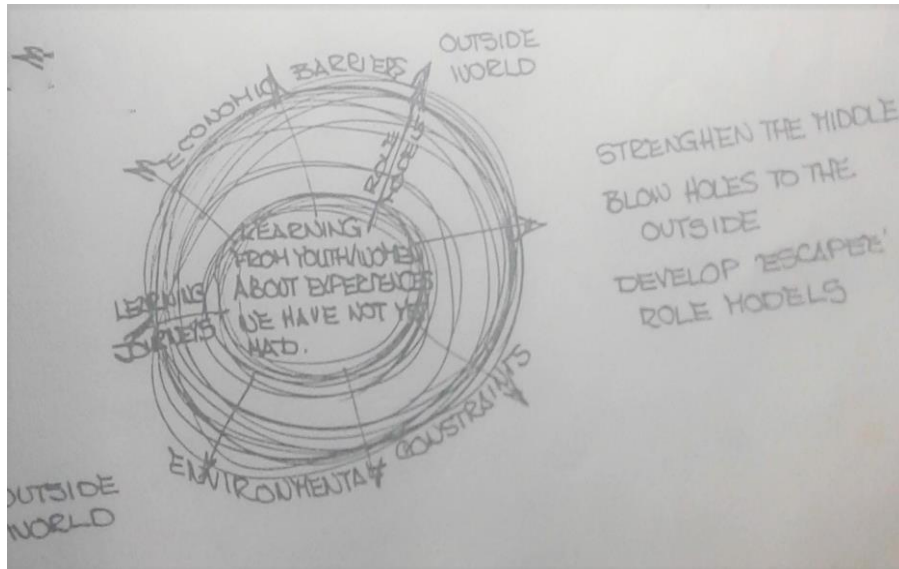 OUTSIDE
WORLD
ECONOMIC BARRIERS
ROLE
MODELS
STRENGHEN THE MIDDLE
BLOW HOLES TO THE
OUTSIDE
DEVELOP 'ESCAPEE'
ROLE MODELS
LEARNING
FROM YOUTH/WOMEN
ABOUT EXPERIENCES
WE HAVE NOT YET
HAD.
LEARNING
JOURNEYS
ENVIRONMENTAL CONSTRAINTS
OUTSIDE
WORLD